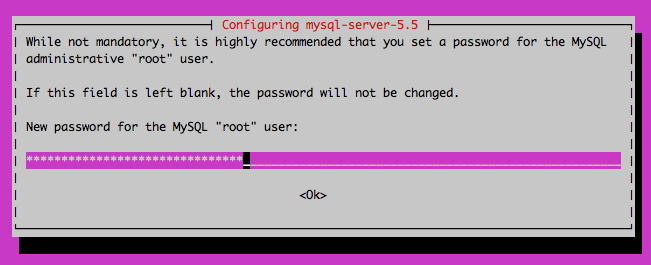 Configuring mysql-server-5.5
While not mandatory, it is highly recommended that you set a password for the MySQL
administrative "root" user.
If this field is left blank, the password will not be changed.
New password for the MySQL "root" user:
*******************************
<Ok>